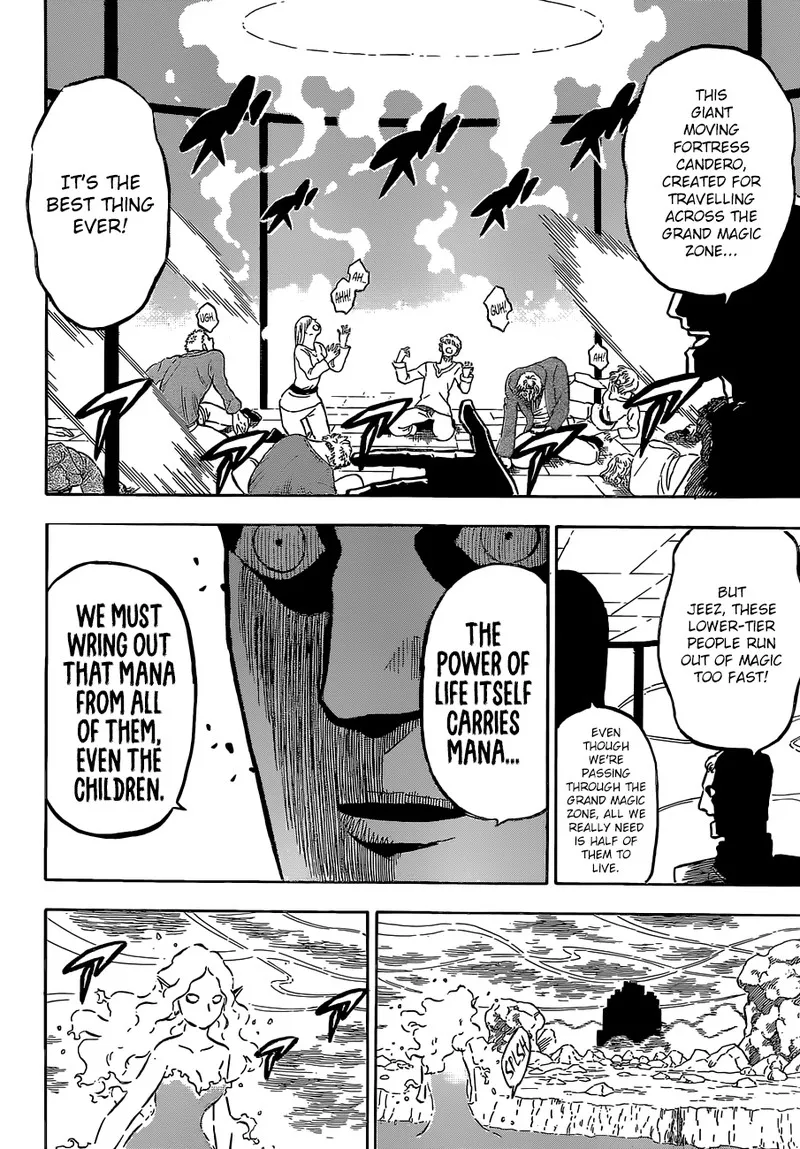 THIS
GIANT
MOVING
FORTRESS
CANDERO,
CREATED FOR
TRAVELLING
ACROSS THE
GRAND MAGIC
ZONE...
IT'S THE
BEST THING
EVER!
UGH..
AH..
AHH!
GUH!
AH!
BUT
JEEZ, THESE
LOWER-TIER
PEOPLE RUN
OUT OF MAGIC
TOO FAST!
EVEN
THOUGH
WE'RE
PASSING
THROUGH THE
GRAND MAGIC
ZONE, ALL WE
REALLY NEED
IS HALF OF
THEM TO
LIVE.
THE
POWER OF
LIFE ITSELF
CARRIES
MANA...
WE MUST
WRING OUT
THAT MANA
FROM ALL
OF THEM,
EVEN THE
CHILDREN.